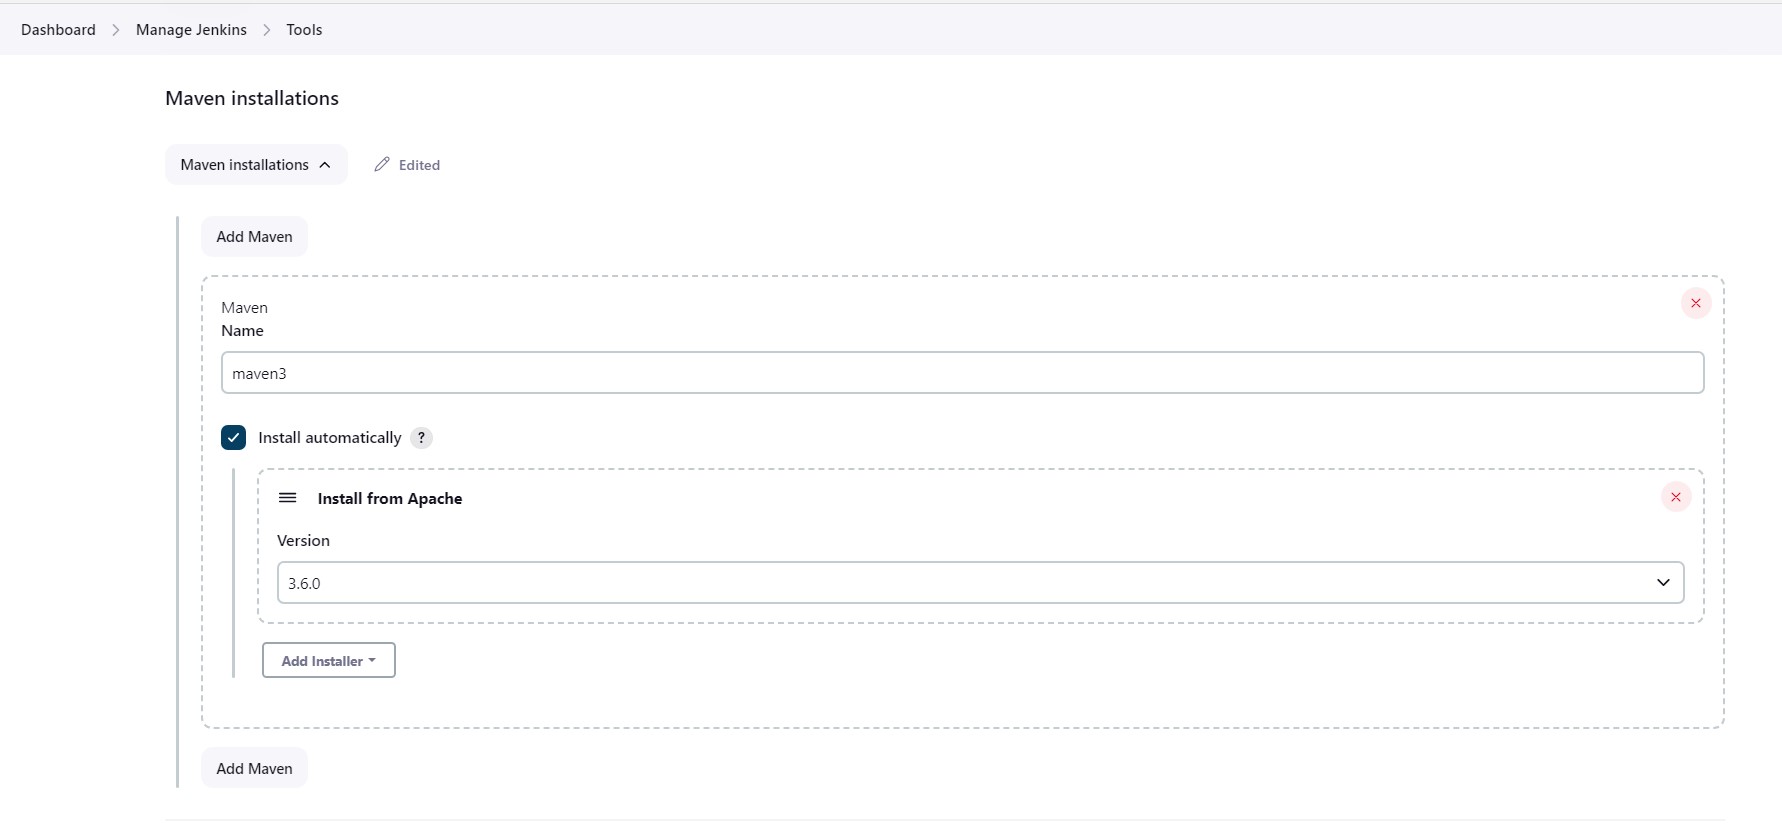 Dashboard > Manage Jenkins > Tools
Maven installations
Maven installations Edited
Add Maven
Maven
Name
maven3
Install automatically ?
Install from Apache
Version
3.6.0
Add Installer
Add Maven